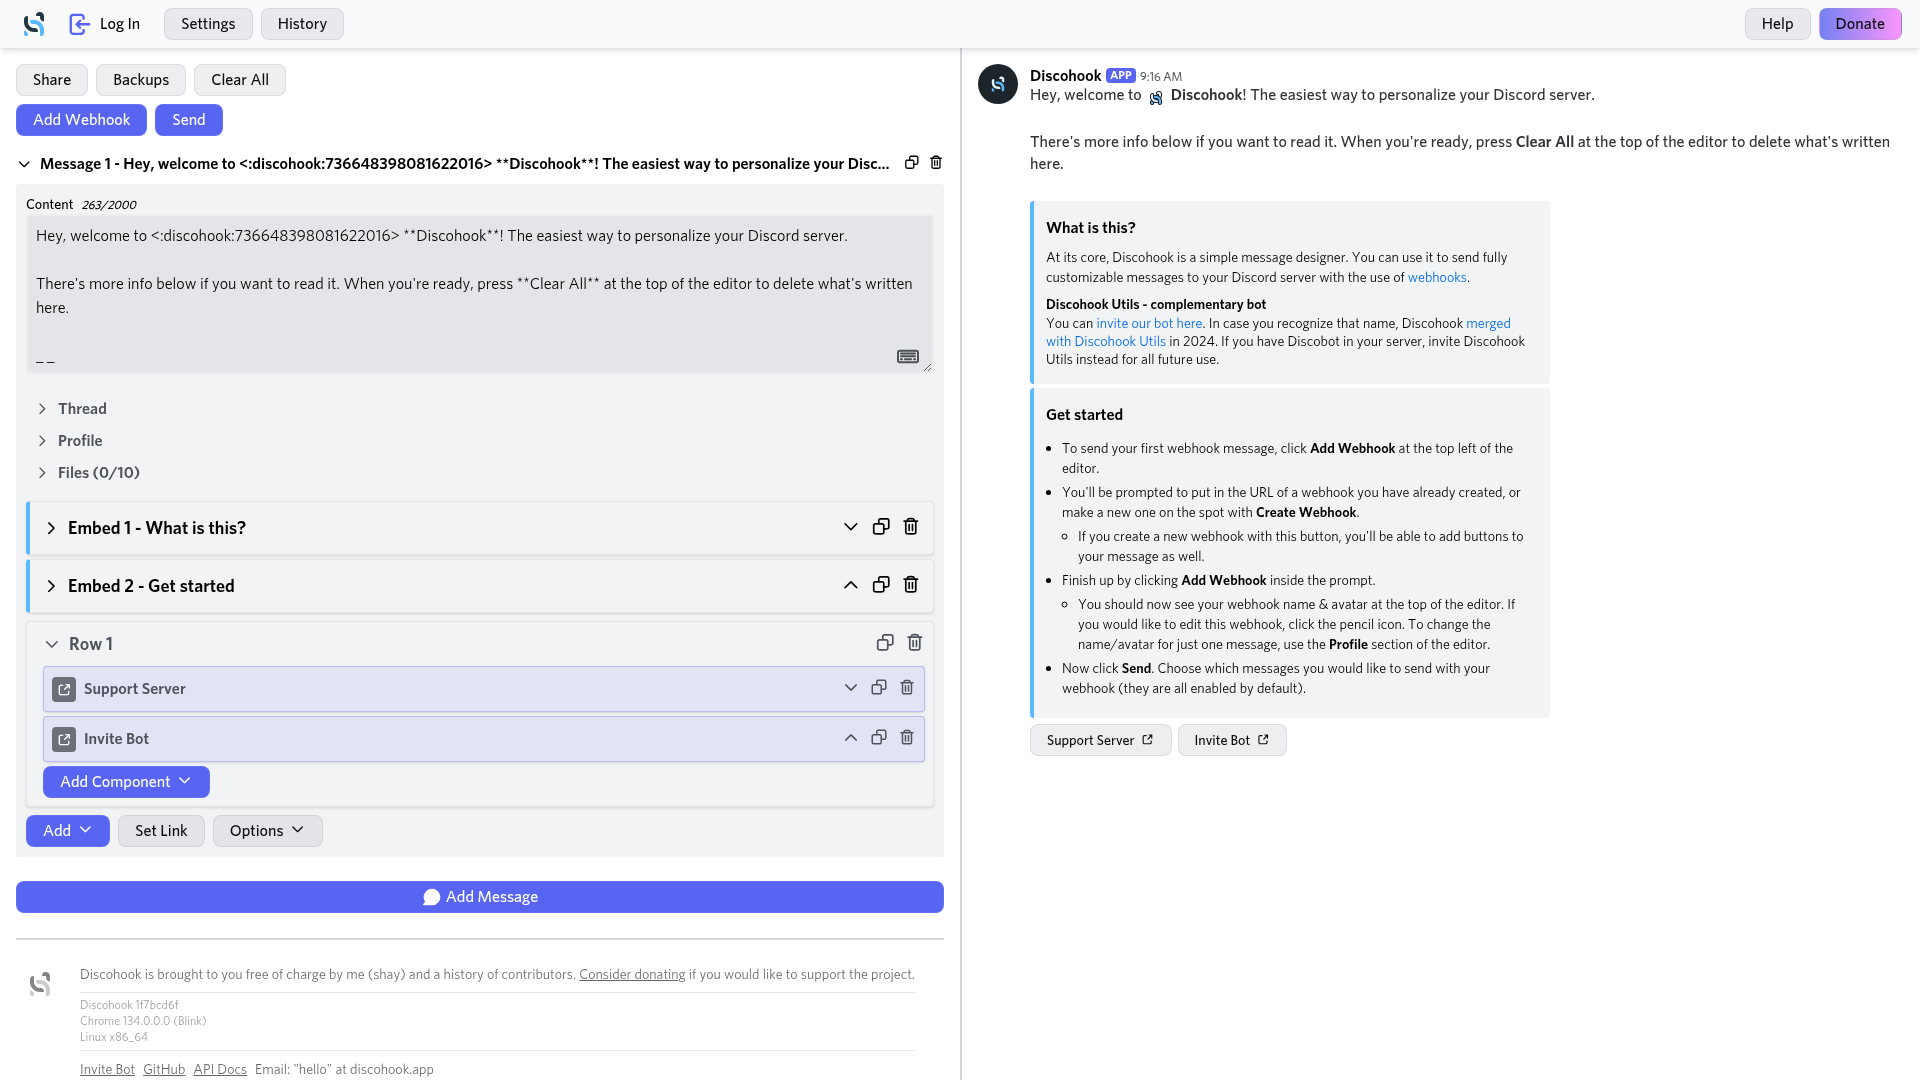 Log In
Settings
History
Help
Donate
Share
Backups
Clear All
Add Webhook
Send
Message 1 - Hey, welcome to <:discohook:736648398081622016> **Discohook**! The easiest way to personalize your Disc...
Content 263/2000
Hey, welcome to <:discohook:736648398081622016> **Discohook**! The easiest way to personalize your Discord server.
There's more info below if you want to read it. When you're ready, press **Clear All** at the top of the editor to delete what's written
here.
_ _
Thread
Profile
Files (0/10)
Embed 1 - What is this?
Embed 2 - Get started
Row 1
Support Server
Invite Bot
Add Component
Add
Set Link
Options
Add Message
Discohook is brought to you free of charge by me (shay) and a history of contributors. Consider donating if you would like to support the project.
Discohook 1f7bcd6f
Chrome 134.0.0.0 (Blink)
Linux x86_64
Invite Bot GitHub API Docs Email: "hello" at discohook.app
Discohook APP 9:16 AM
Hey, welcome to Discohook! The easiest way to personalize your Discord server.
There's more info below if you want to read it. When you're ready, press Clear All at the top of the editor to delete what's written
here.
What is this?
At its core, Discohook is a simple message designer. You can use it to send fully
customizable messages to your Discord server with the use of webhooks.
Discohook Utils - complementary bot
You can invite our bot here. In case you recognize that name, Discohook merged
with Discohook Utils in 2024. If you have Discobot in your server, invite Discohook
Utils instead for all future use.
Get started
• To send your first webhook message, click Add Webhook at the top left of the
editor.
• You'll be prompted to put in the URL of a webhook you have already created, or
make a new one on the spot with Create Webhook.
◦ If you create a new webhook with this button, you'll be able to add buttons to
your message as well.
• Finish up by clicking Add Webhook inside the prompt.
◦ You should now see your webhook name & avatar at the top of the editor. If
you would like to edit this webhook, click the pencil icon. To change the
name/avatar for just one message, use the Profile section of the editor.
• Now click Send. Choose which messages you would like to send with your
webhook (they are all enabled by default).
Support Server
Invite Bot